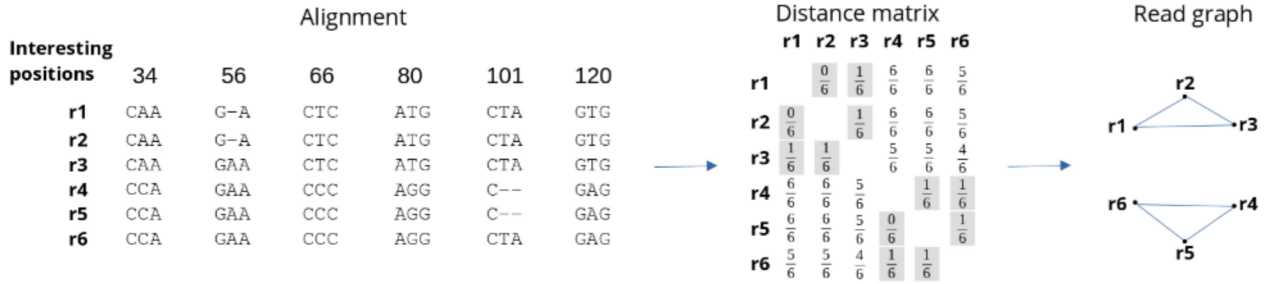 Alignment
Distance matrix
Read graph
Interesting
positions 34 56 66 80 101 120
r1 CAA G-A CTC ATG CTA GTG
r2 CAA G-A CTC ATG CTA GTG
r3 CAA GAA CTC ATG CTA GTG
r4 CCA GAA CCC AGG C-- GAG
r5 CCA GAA CCC AGG C-- GAG
r6 CCA GAA CCC AGG CTA GAG
r1 r2 r3 r4 r5 r6
r1 0/6 1/6 6/6 6/6 5/6
r2 0/6 1/6 6/6 6/6 5/6
r3 1/6 1/6 5/6 5/6 4/6
r4 6/6 6/6 5/6 1/6 1/6
r5 6/6 6/6 5/6 0/6 1/6
r6 5/6 5/6 4/6 1/6 1/6
r2
r1 r3
r6 r4
r5